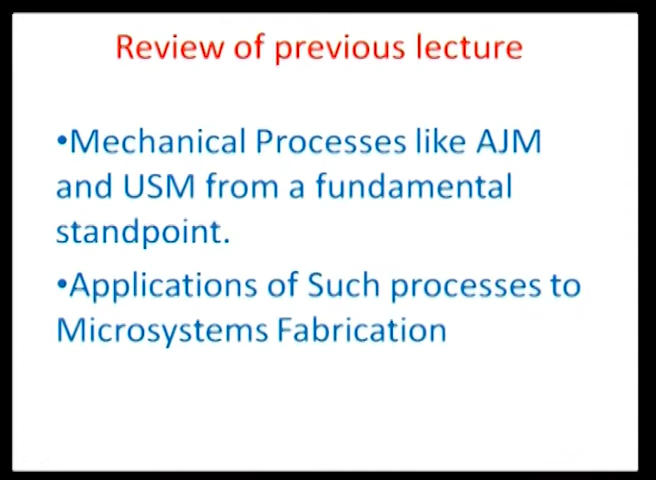 Review of previous lecture
•Mechanical Processes like AJM
and USM from a fundamental
standpoint.
•Applications of Such processes to
Microsystems Fabrication